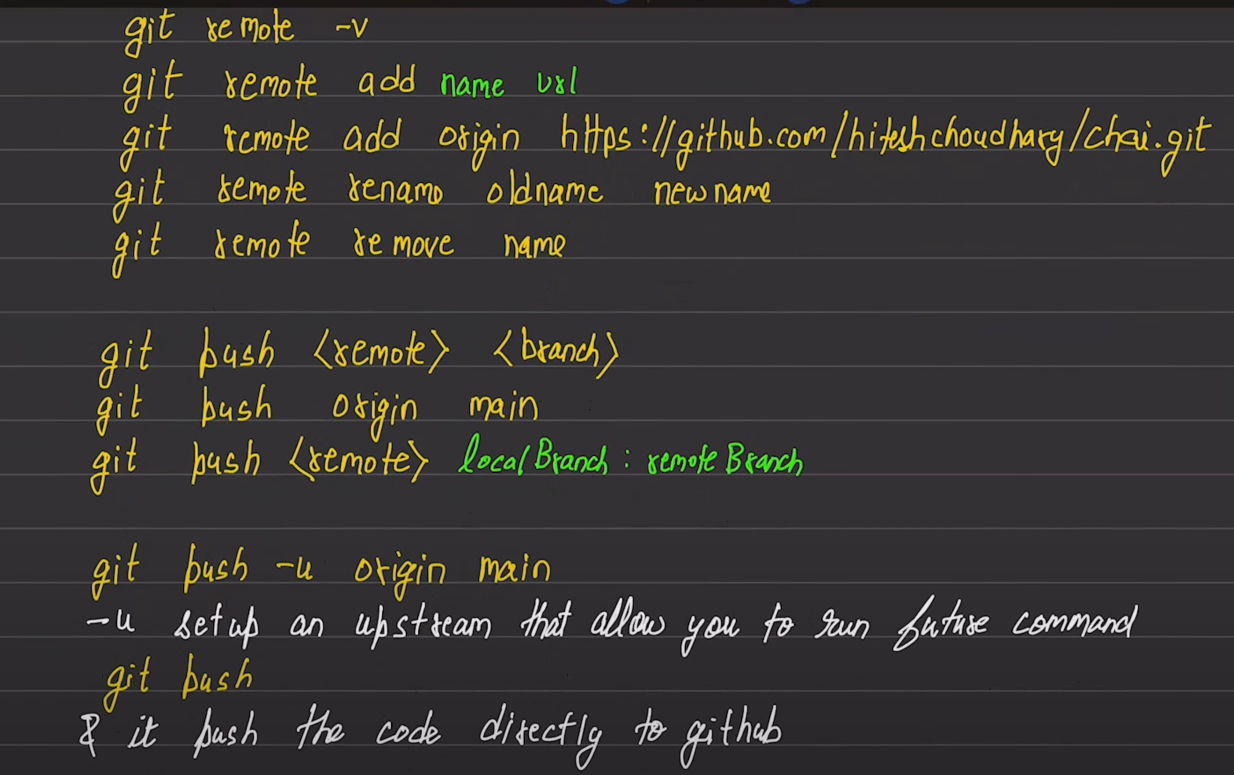 git remote -v
git remote add name url
git remote add origin https://github.com/hiteshchoudhary/chai.git
git remote rename oldname newname
git remote remove name
git push <remote> <branch>
git push origin main
git push <remote> localBranch : remoteBranch
git push -u origin main
-u setup an upstream that allow you to run future command
git push
& it push the code directly to github